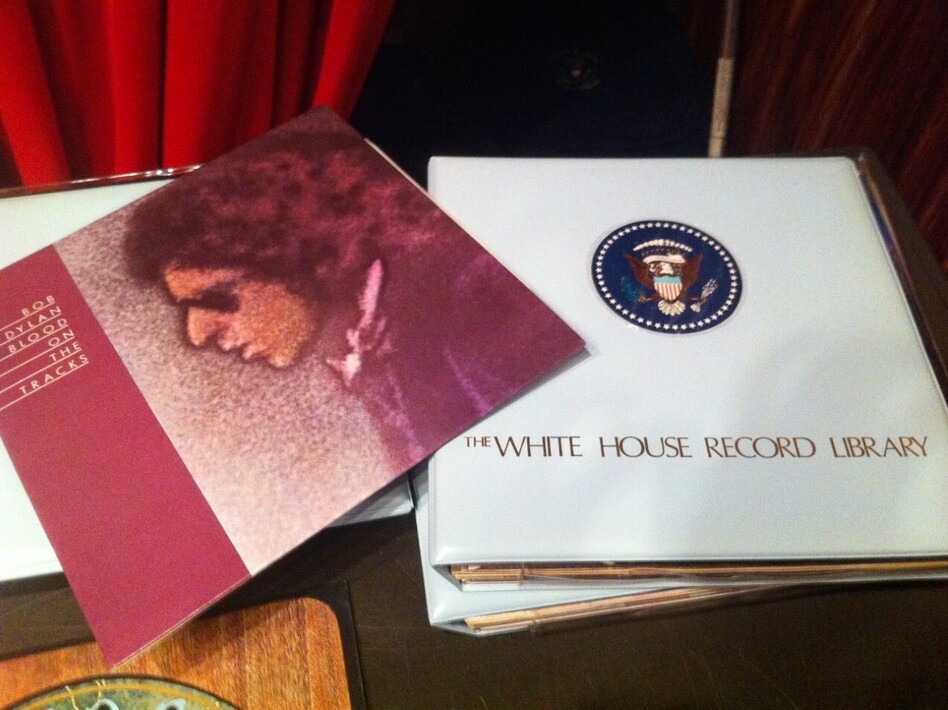 BOB
DYLAN
BLOOD
ON
THE
TRACKS
THE WHITE HOUSE RECORD LIBRARY